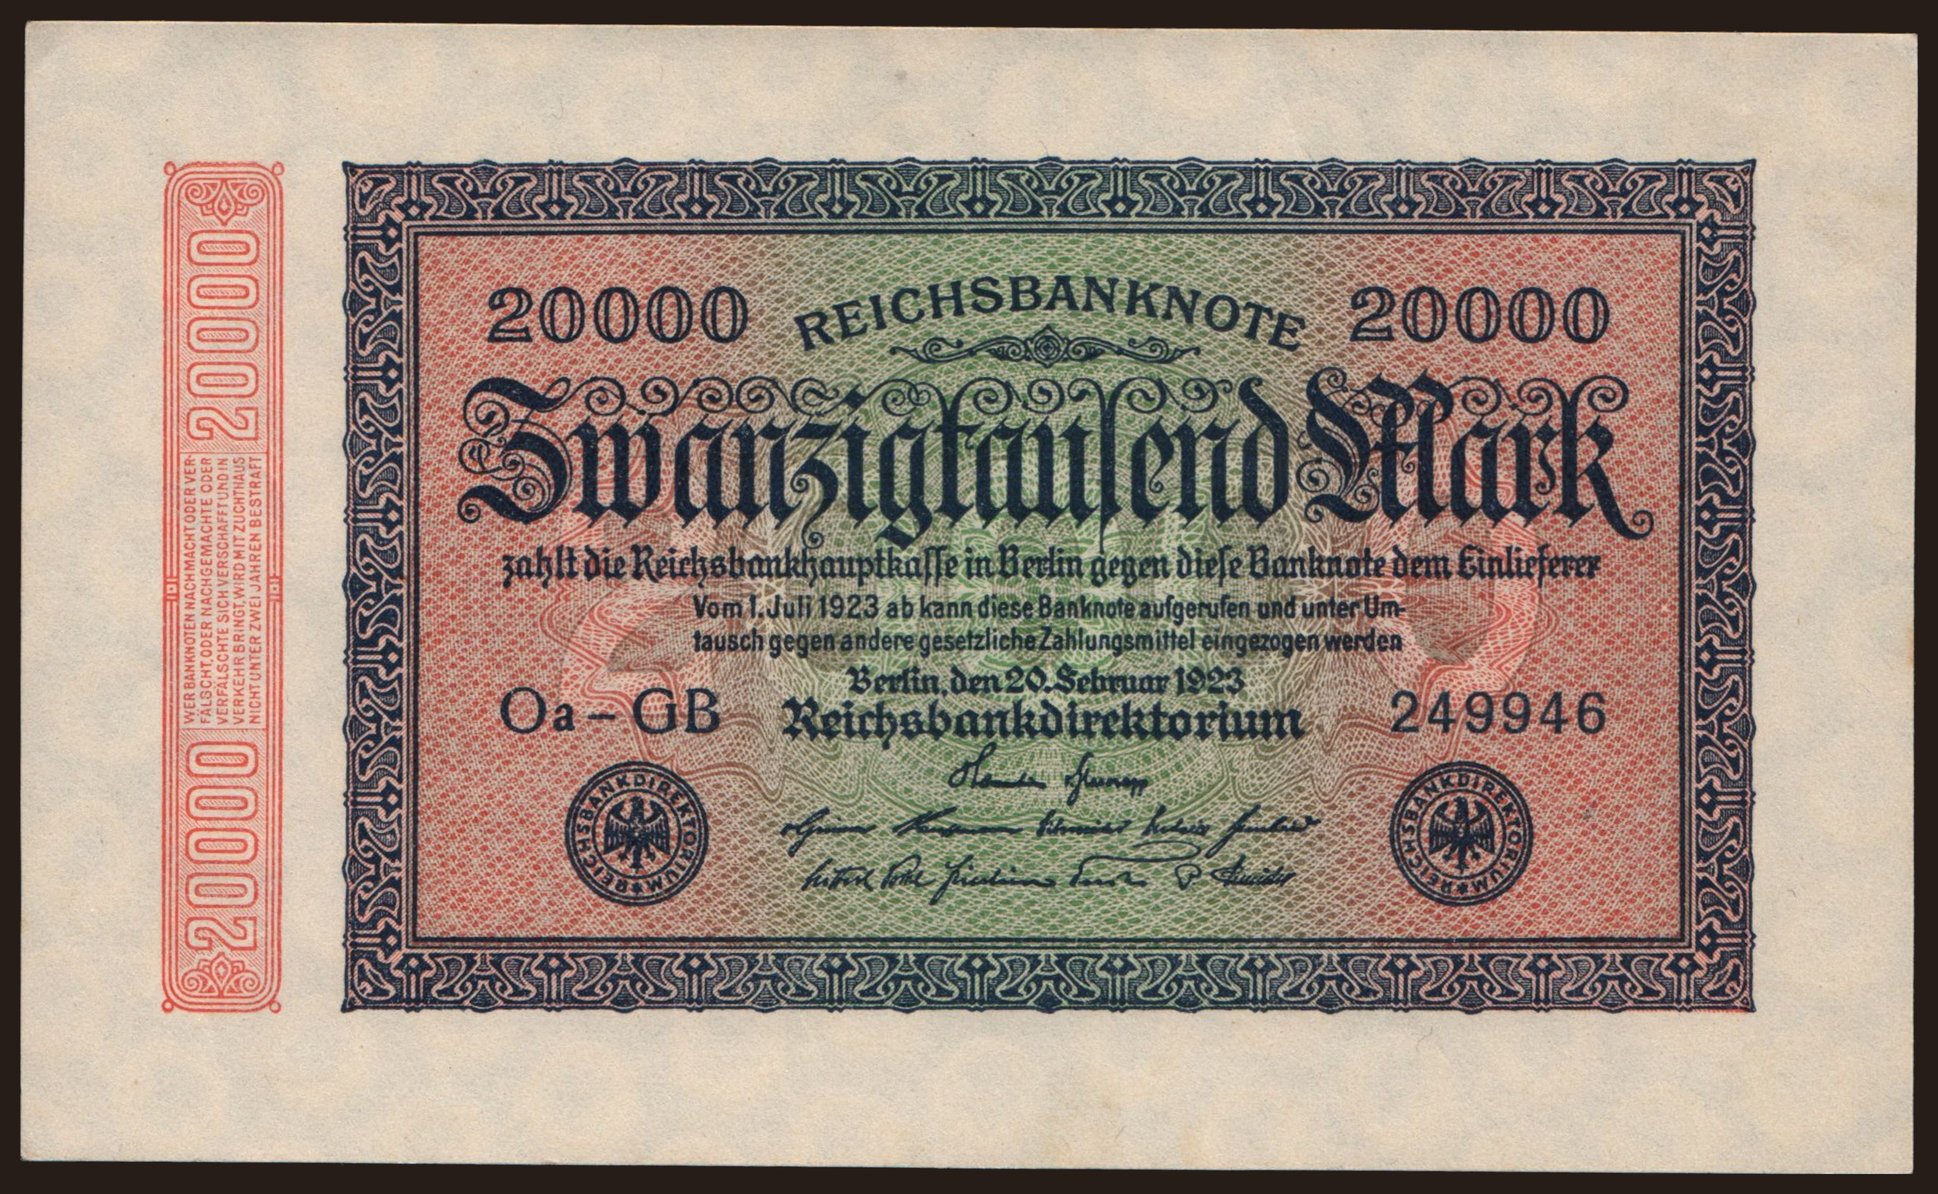 20000
WER BANKNOTEN NACHMACHT ODER VER-
FÄLSCHT, ODER NACHGEMACHTE ODER
VERFÄLSCHTE SICH VERSCHAFFT UND IN
VERKEHR BRINGT, WIRD MIT ZUCHTHAUS
NICHT UNTER ZWEI JAHREN BESTRAFT
20000
20000 REICHSBANKNOTE 20000
Zwanzigtausend Mark
zahlt die Reichsbankhauptkasse in Berlin gegen diese Banknote dem Einlieferer
Vom 1. Juli 1923 ab kann diese Banknote aufgerufen und unter Um-
tausch gegen andere gesetzliche Zahlungsmittel eingezogen werden
Berlin, den 20. Februar 1923
Oa–GB Reichsbankdirektorium 249946
REICHSBANKDIREKTORIUM
REICHSBANKDIREKTORIUM